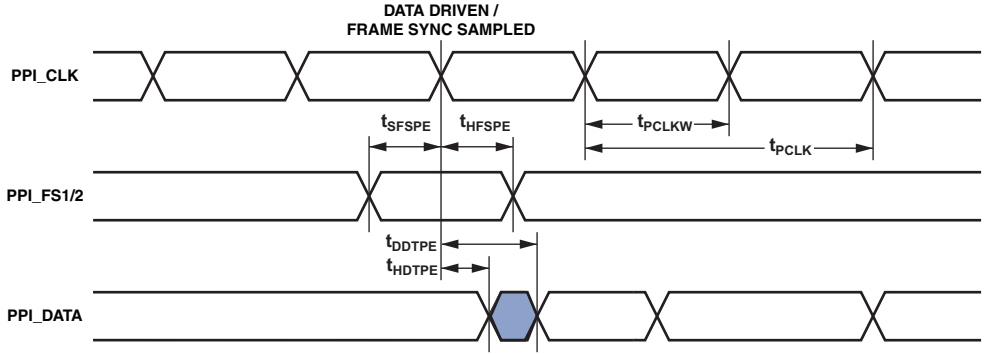 DATA DRIVEN /
FRAME SYNC SAMPLED
PPI_CLK
tSFSPE
tHFSPE
tPCLKW
tPCLK
PPI_FS1/2
tDDTPE
tHDTPE
PPI_DATA